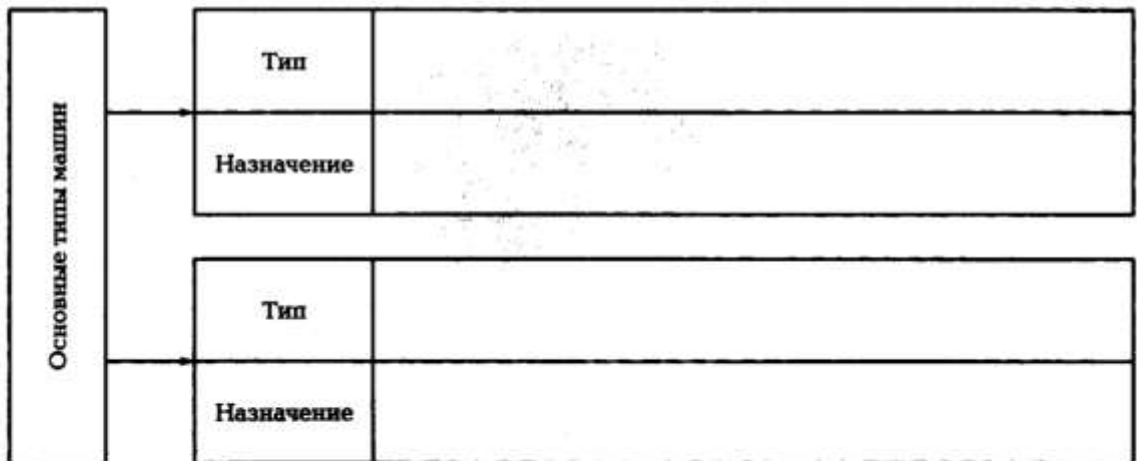 Основные типы машин
Тип
Назначение
Тип
Назначение